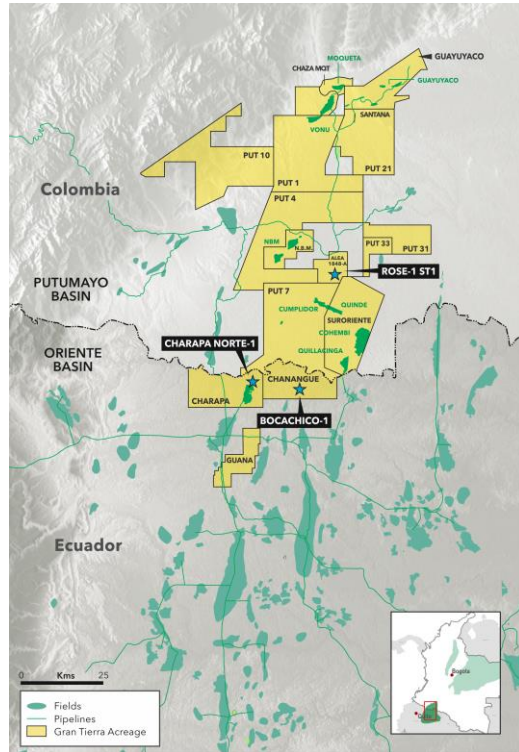 MOQUETA
GUAYUYACO
CHAZA MQT
GUAYUYACO
SANTANA
VONU
PUT 10
PUT 21
PUT 1
Colombia
PUT 4
NBM
N.B.M.
PUT 33
PUT 31
ALEA
1848-A
ROSE-1 ST1
PUTUMAYO
BASIN
PUT 7
CUMPLIDOR
QUINDE
SURORIENTE
COHEMBI
ORIENTE
BASIN
CHARAPA NORTE-1
QUILLACINGA
CHANANGUE
CHARAPA
BOCACHICO-1
GUANA
Ecuador
0
Kms
25
Bogota
Fields
Pipelines
Gran Tierra Acreage